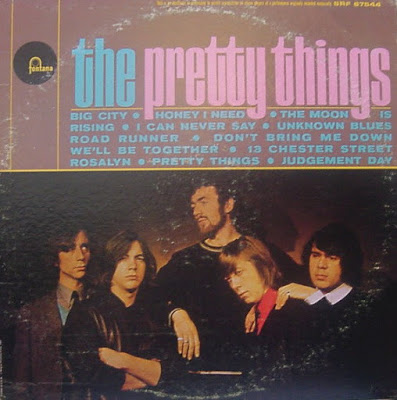 SRF 67544
fontana
the pretty things
BIG CITY • HONEY I NEED • THE MOON IS
RISING • I CAN NEVER SAY • UNKNOWN BLUES
ROAD RUNNER • DON'T BRING ME DOWN
WE'LL BE TOGETHER • 13 CHESTER STREET
ROSALYN • PRETTY THINGS • JUDGEMENT DAY